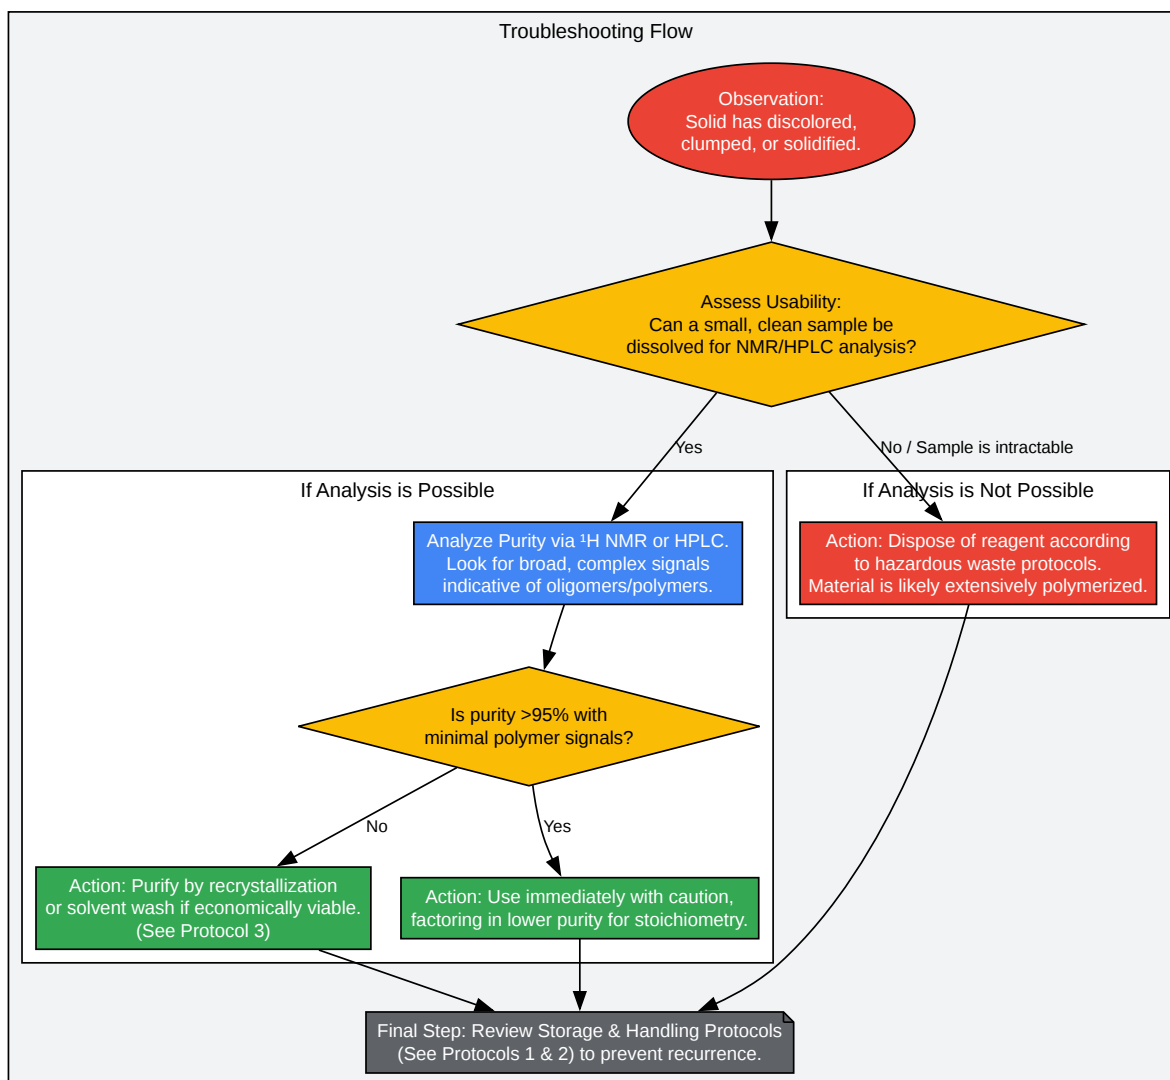 Troubleshooting Flow
Observation:
Solid has discolored,
clumped, or solidified.
Assess Usability:
Can a small, clean sample be
dissolved for NMR/HPLC analysis?
Yes
No / Sample is intractable
If Analysis is Possible
If Analysis is Not Possible
Analyze Purity via ¹H NMR or HPLC.
Look for broad, complex signals
indicative of oligomers/polymers.
Action: Dispose of reagent according
to hazardous waste protocols.
Material is likely extensively polymerized.
Is purity >95% with
minimal polymer signals?
No
Yes
Action: Purify by recrystallization
or solvent wash if economically viable.
(See Protocol 3)
Action: Use immediately with caution,
factoring in lower purity for stoichiometry.
Final Step: Review Storage & Handling Protocols
(See Protocols 1 & 2) to prevent recurrence.